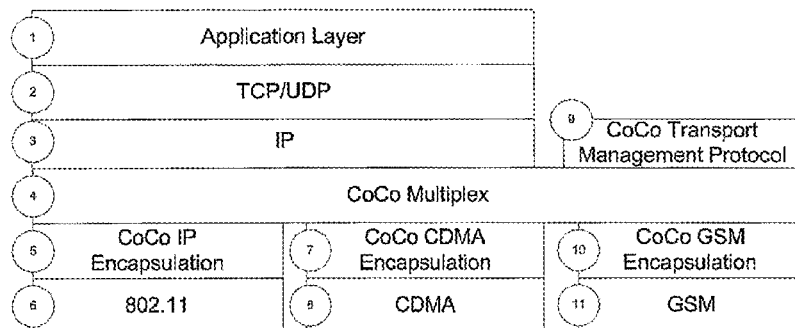 1 Application Layer
2 TCP/UDP
3 IP
9 CoCo Transport
Management Protocol
4 CoCo Multiplex
5 CoCo IP
Encapsulation
7 CoCo CDMA
Encapsulation
10 CoCo GSM
Encapsulation
6 802.11
8 CDMA
11 GSM